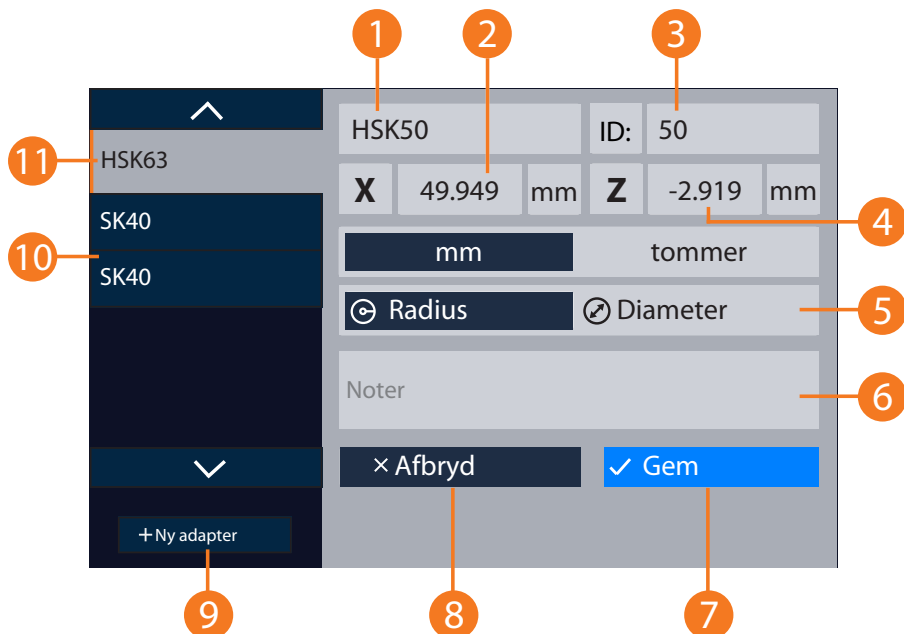 1 2 3
HSK50 ID: 50
11 HSK63
X 49.949 mm Z -2.919 mm
SK40
4
10
SK40
mm tommer
Radius Diameter 5
Noter 6
× Afbryd ✓ Gem
+ Ny adapter
9 8 7